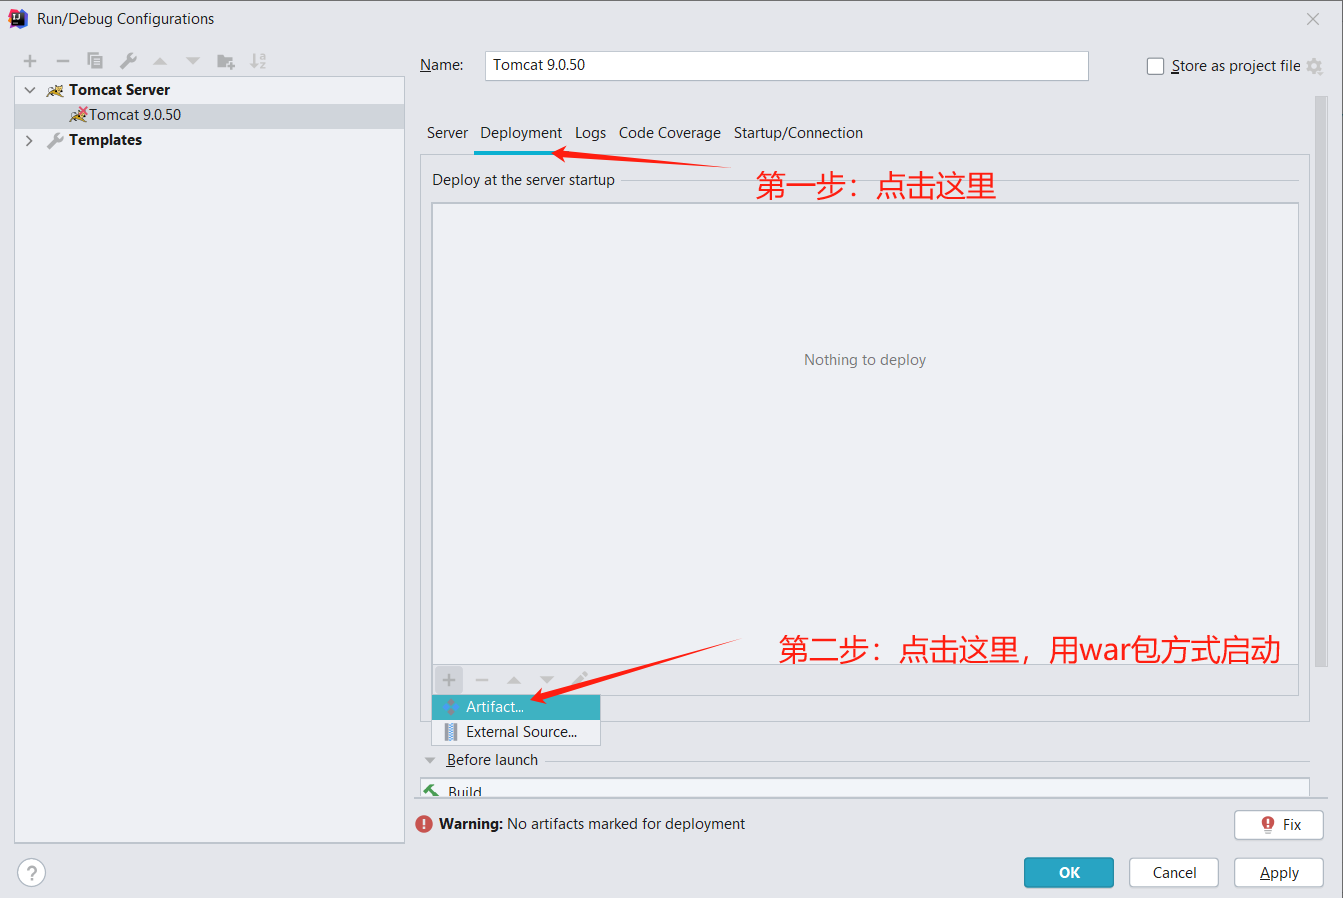 Run/Debug Configurations
Tomcat Server
Tomcat 9.0.50
Templates
Name:
Tomcat 9.0.50
Store as project file
Server
Deployment
Logs
Code Coverage
Startup/Connection
Deploy at the server startup
第一步：点击这里
Nothing to deploy
第二步：点击这里，用war包方式启动
Artifact...
External Source...
Before launch
Build
Warning: No artifacts marked for deployment
Fix
?
OK
Cancel
Apply